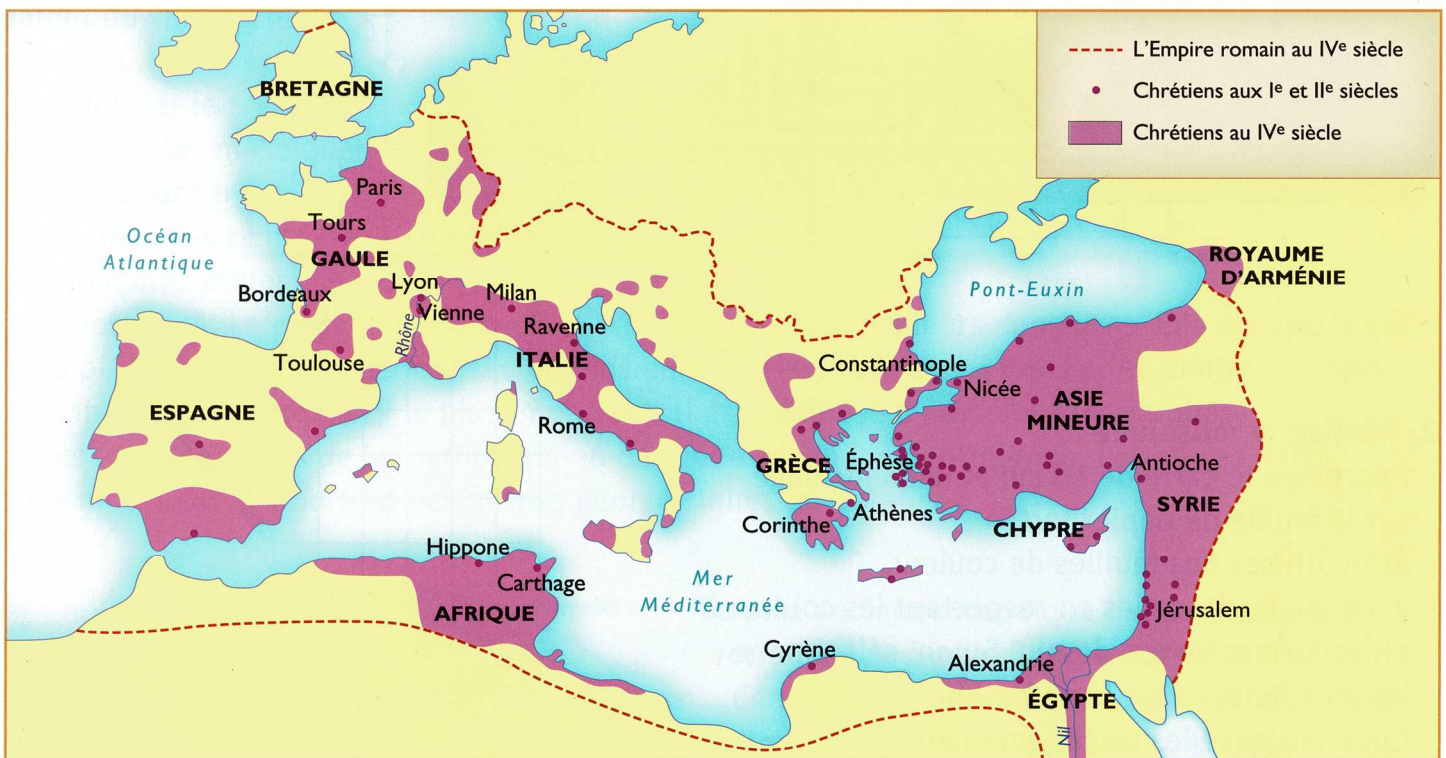 L'Empire romain au IVe siècle
Chrétiens aux Ie et IIe siècles
Chrétiens au IVe siècle
BRETAGNE
Paris
Tours
GAULE
Océan
Atlantique
Bordeaux
Lyon
Vienne
Rhône
Toulouse
Milan
Ravenne
ITALIE
Rome
ESPAGNE
Pont-Euxin
ROYAUME
D'ARMÉNIE
Constantinople
Nicée
ASIE
MINEURE
GRÈCE
Éphèse
Antioche
SYRIE
Corinthe
Athènes
CHYPRE
Hippone
Carthage
AFRIQUE
Mer
Méditerranée
Jérusalem
Cyrène
Alexandrie
ÉGYPTE
Nil